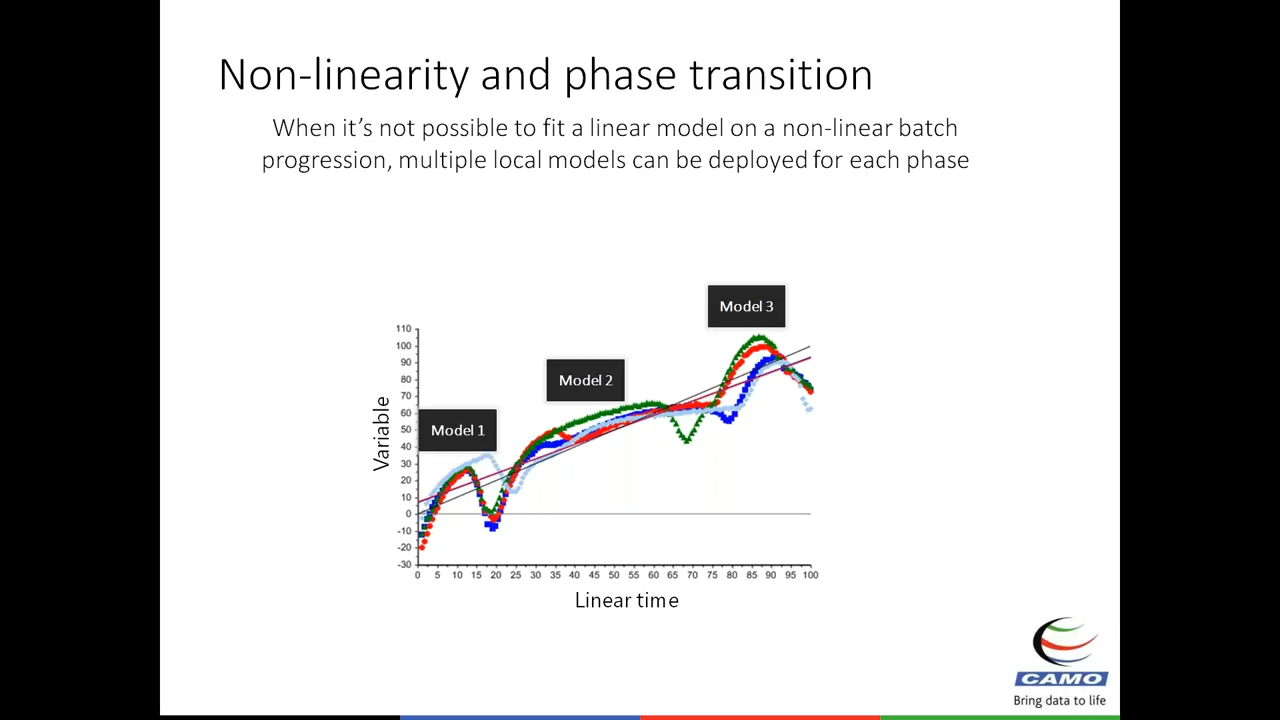 Non-linearity and phase transition
When it's not possible to fit a linear model on a non-linear batch
progression, multiple local models can be deployed for each phase
Model 3
Model 2
Model 1
Variable
110
100
90
80
70
60
50
40
30
20
10
0
-10
-20
-30
0 5 10 15 20 25 30 35 40 45 50 55 60 65 70 75 80 85 90 95 100
Linear time
CAMO
Bring data to life